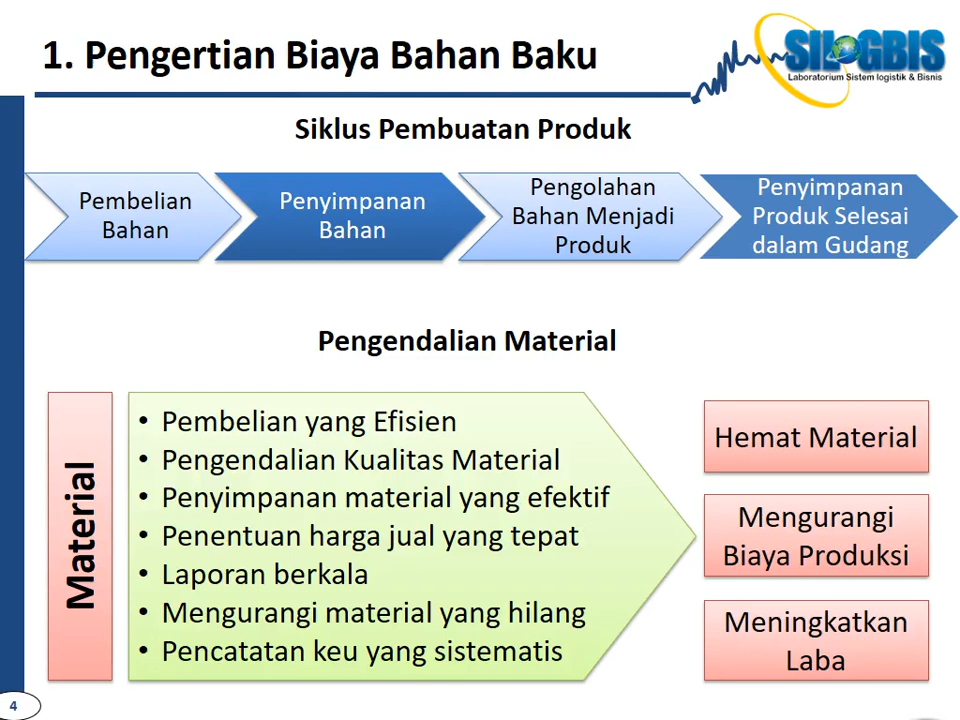 1. Pengertian Biaya Bahan Baku
SILOGBIS
Laboratorium Sistem logistik & Bisnis
Siklus Pembuatan Produk
Pembelian
Bahan
Penyimpanan
Bahan
Pengolahan
Bahan Menjadi
Produk
Penyimpanan
Produk Selesai
dalam Gudang
Pengendalian Material
Material
• Pembelian yang Efisien
• Pengendalian Kualitas Material
• Penyimpanan material yang efektif
• Penentuan harga jual yang tepat
• Laporan berkala
• Mengurangi material yang hilang
• Pencatatan keu yang sistematis
Hemat Material
Mengurangi
Biaya Produksi
Meningkatkan
Laba
4